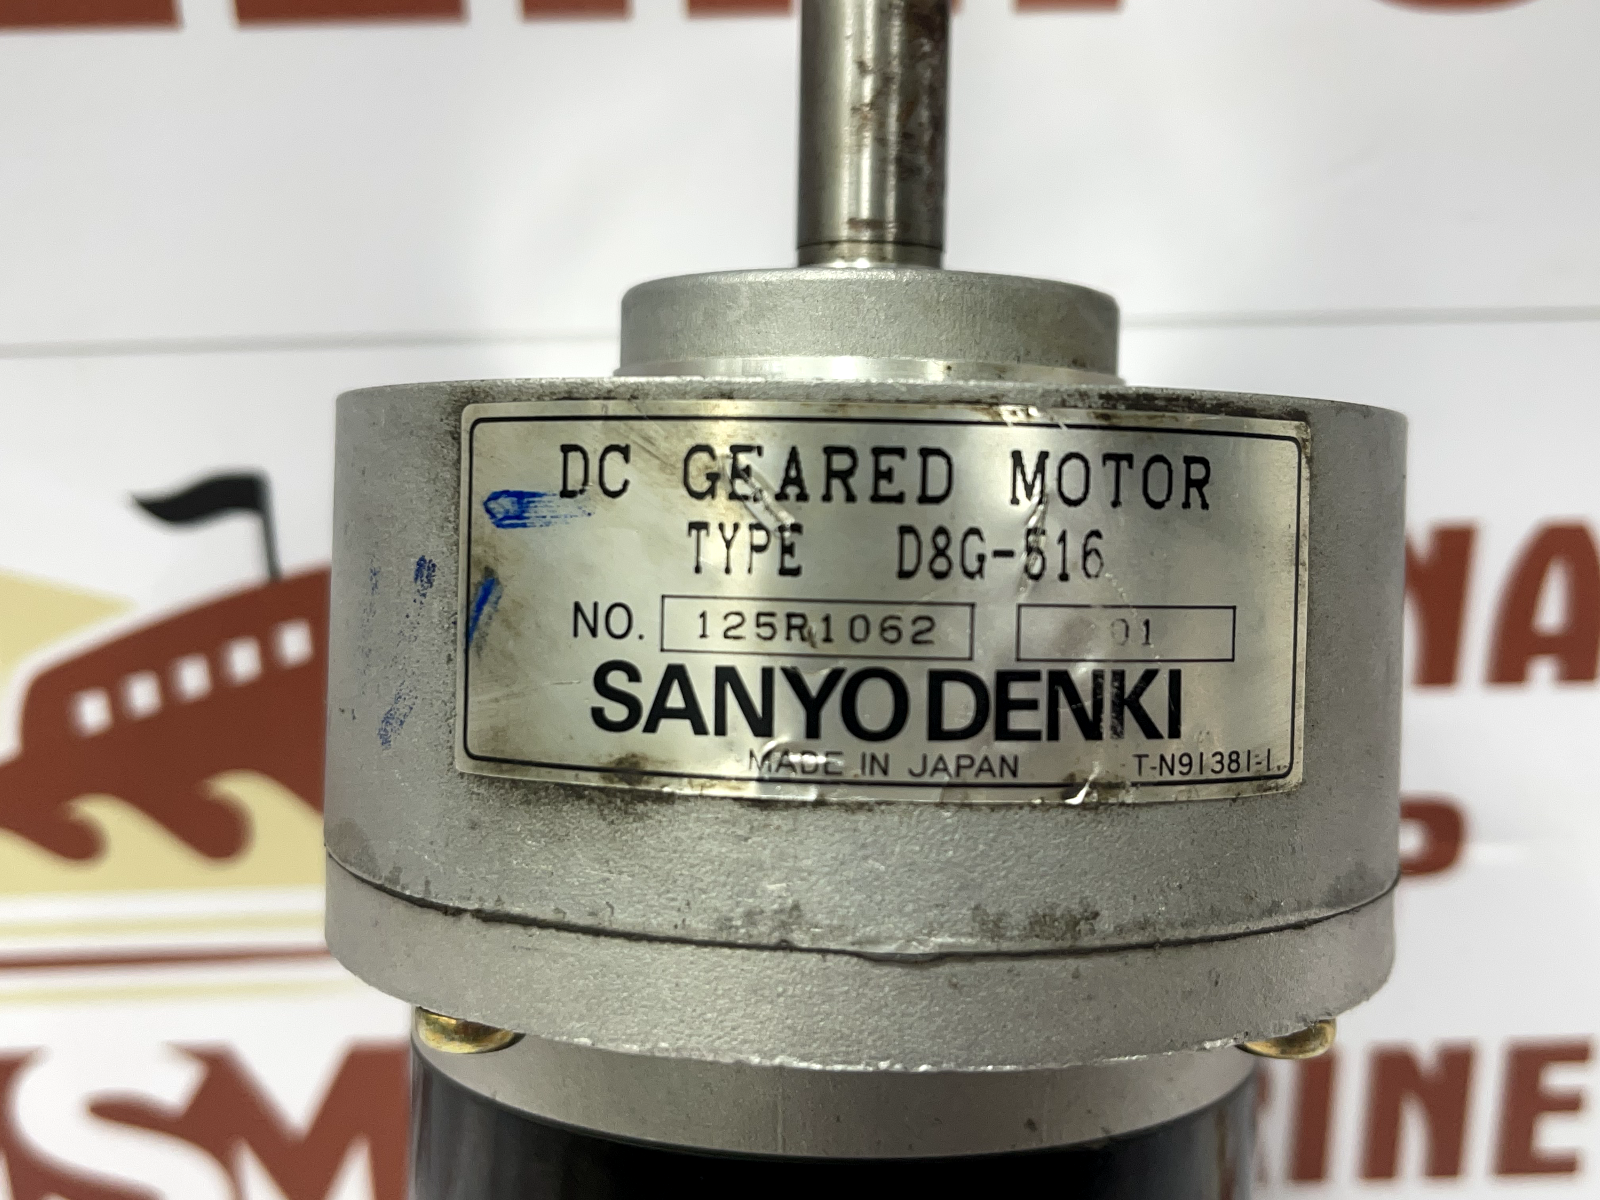 DC GEARED MOTOR
TYPE D8G-516
NO. 125R1062 01
SANYO DENKI
MADE IN JAPAN T-N91381-1